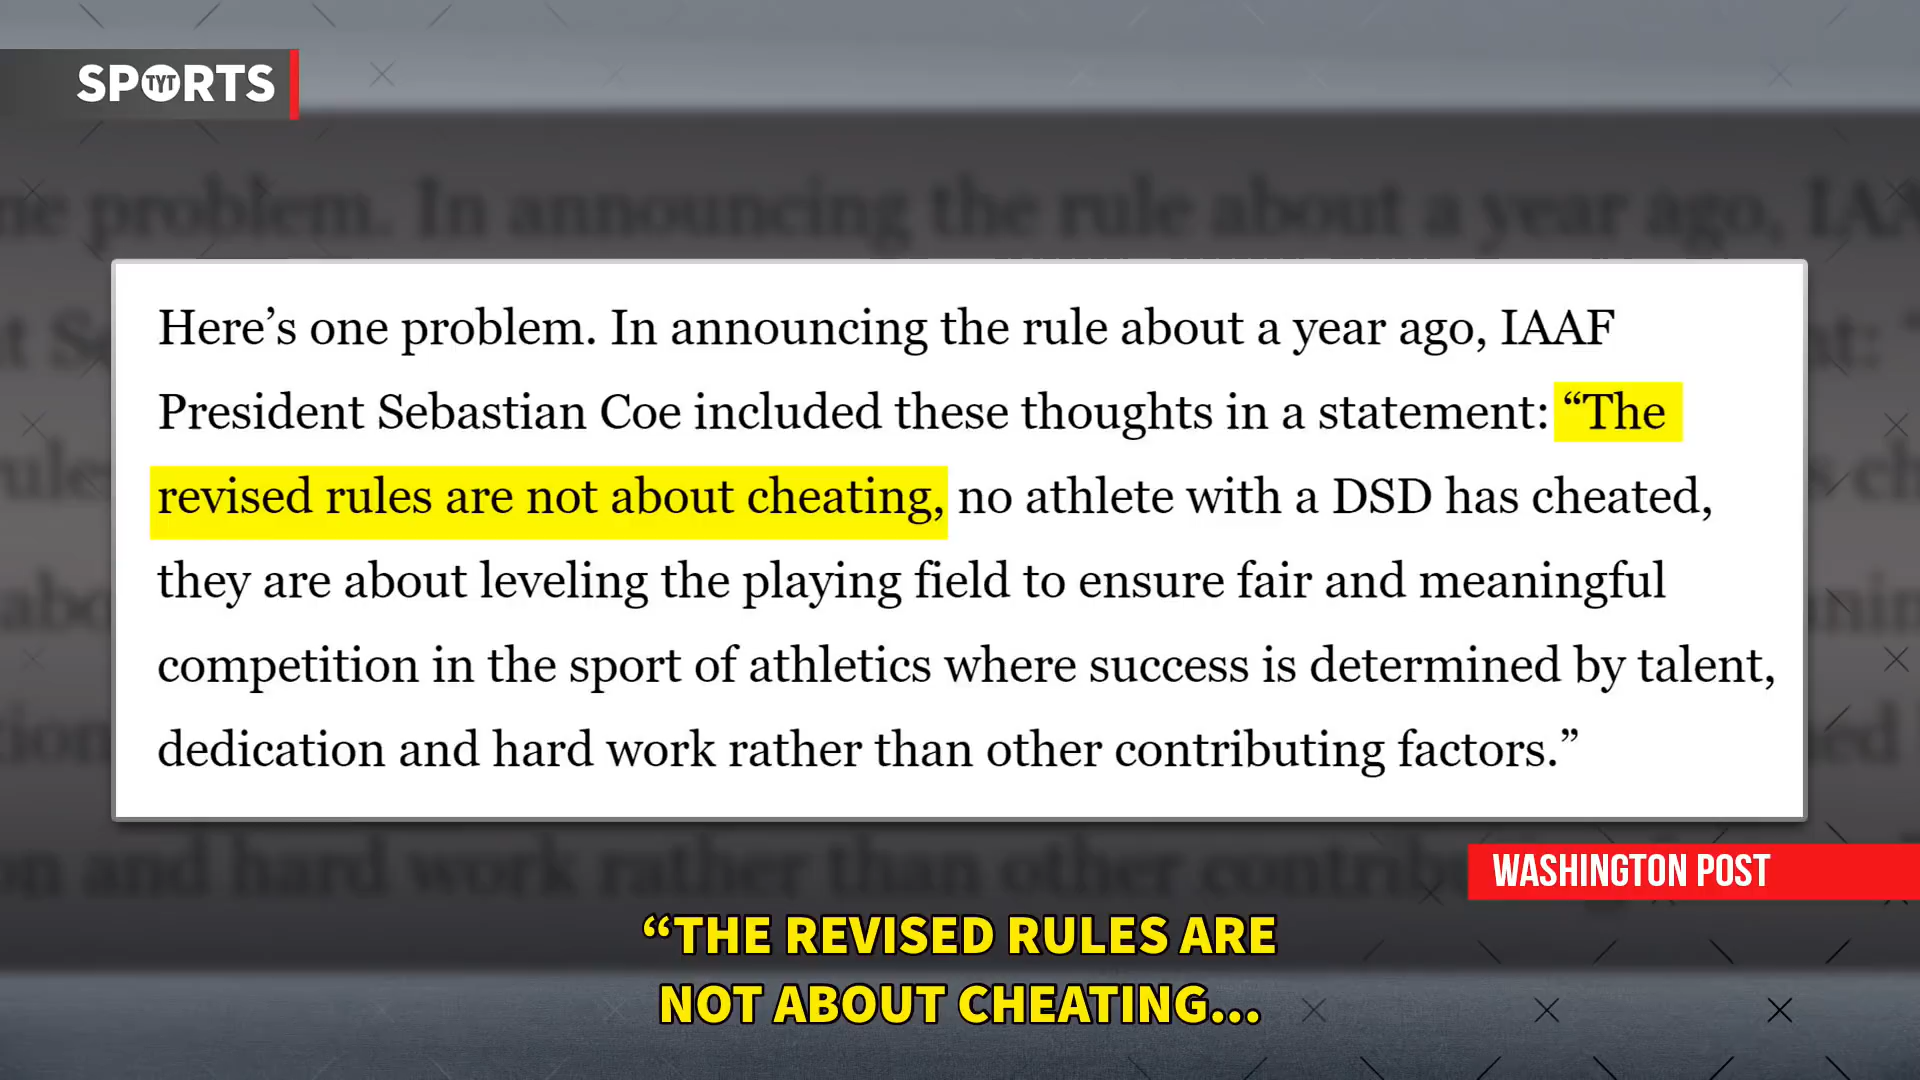 SPORTS
TYT
Here’s one problem. In announcing the rule about a year ago, IAAF
President Sebastian Coe included these thoughts in a statement: “The
revised rules are not about cheating, no athlete with a DSD has cheated,
they are about leveling the playing field to ensure fair and meaningful
competition in the sport of athletics where success is determined by talent,
dedication and hard work rather than other contributing factors.”
WASHINGTON POST
“THE REVISED RULES ARE
NOT ABOUT CHEATING...